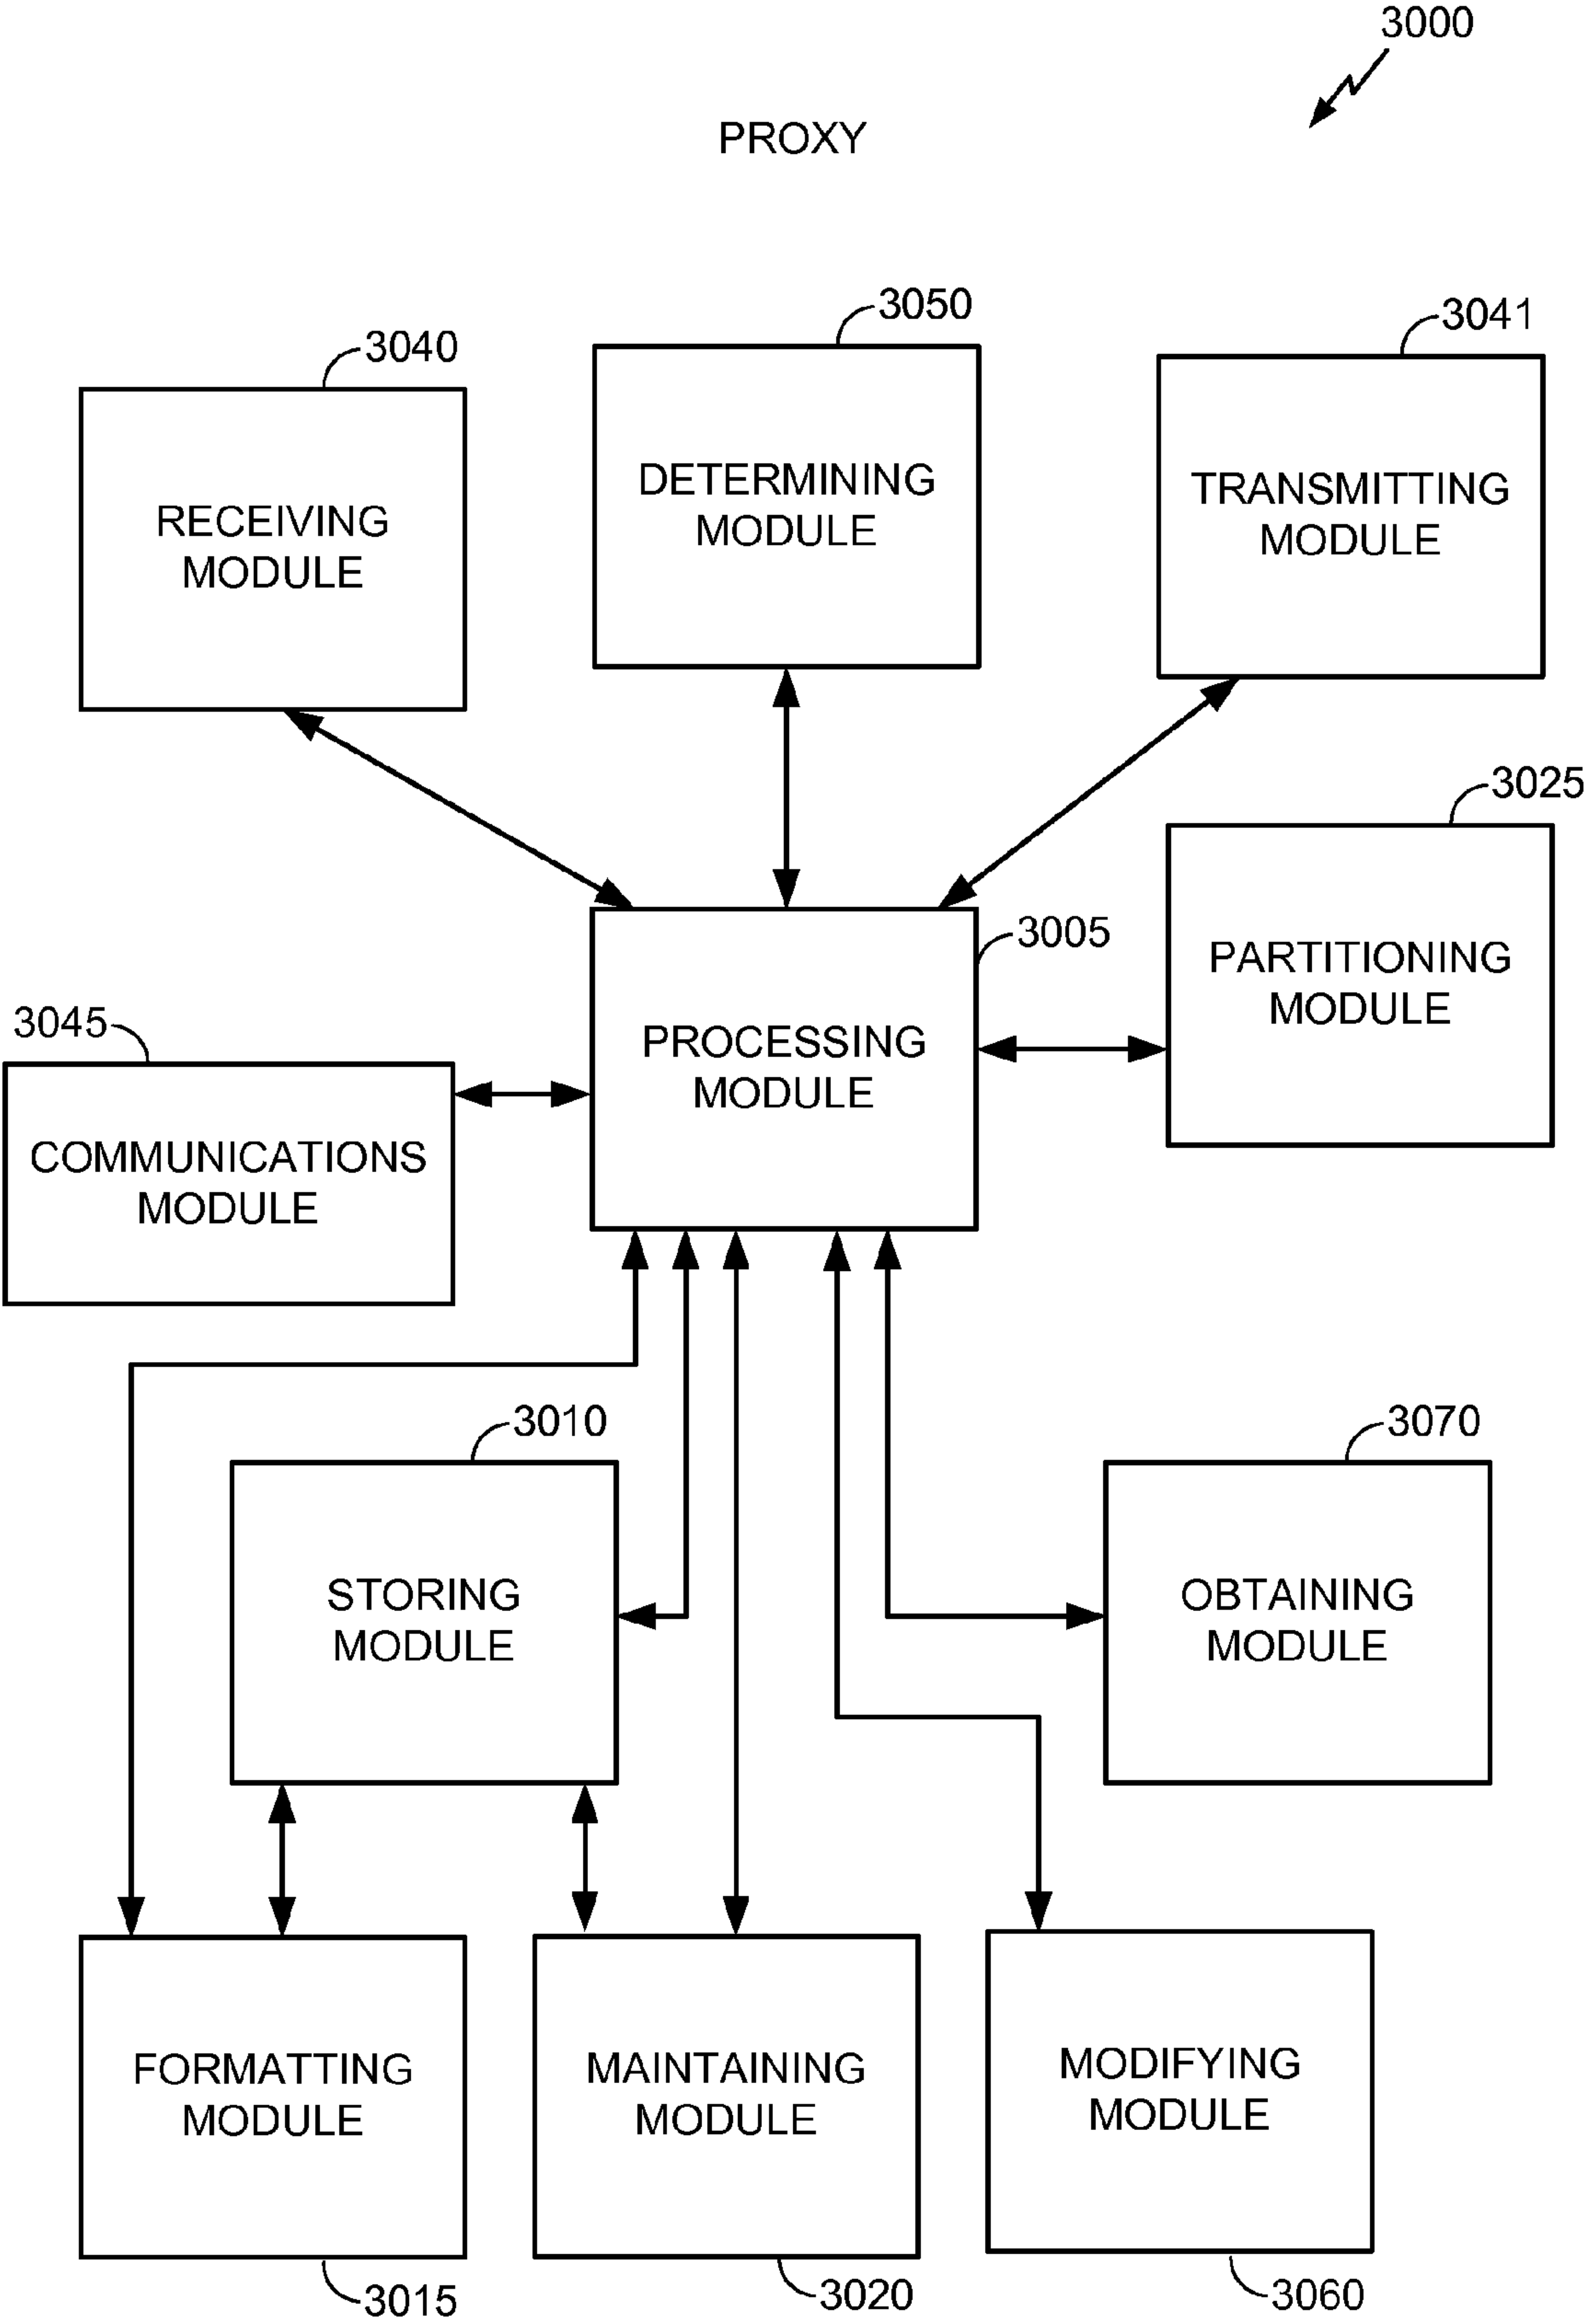 3000
PROXY
3050
3041
3040
DETERMINING
MODULE
TRANSMITTING
MODULE
RECEIVING
MODULE
3025
3005
PARTITIONING
MODULE
3045
PROCESSING
MODULE
COMMUNICATIONS
MODULE
3010
3070
STORING
MODULE
OBTAINING
MODULE
FORMATTING
MODULE
MAINTAINING
MODULE
MODIFYING
MODULE
3015
3020
3060